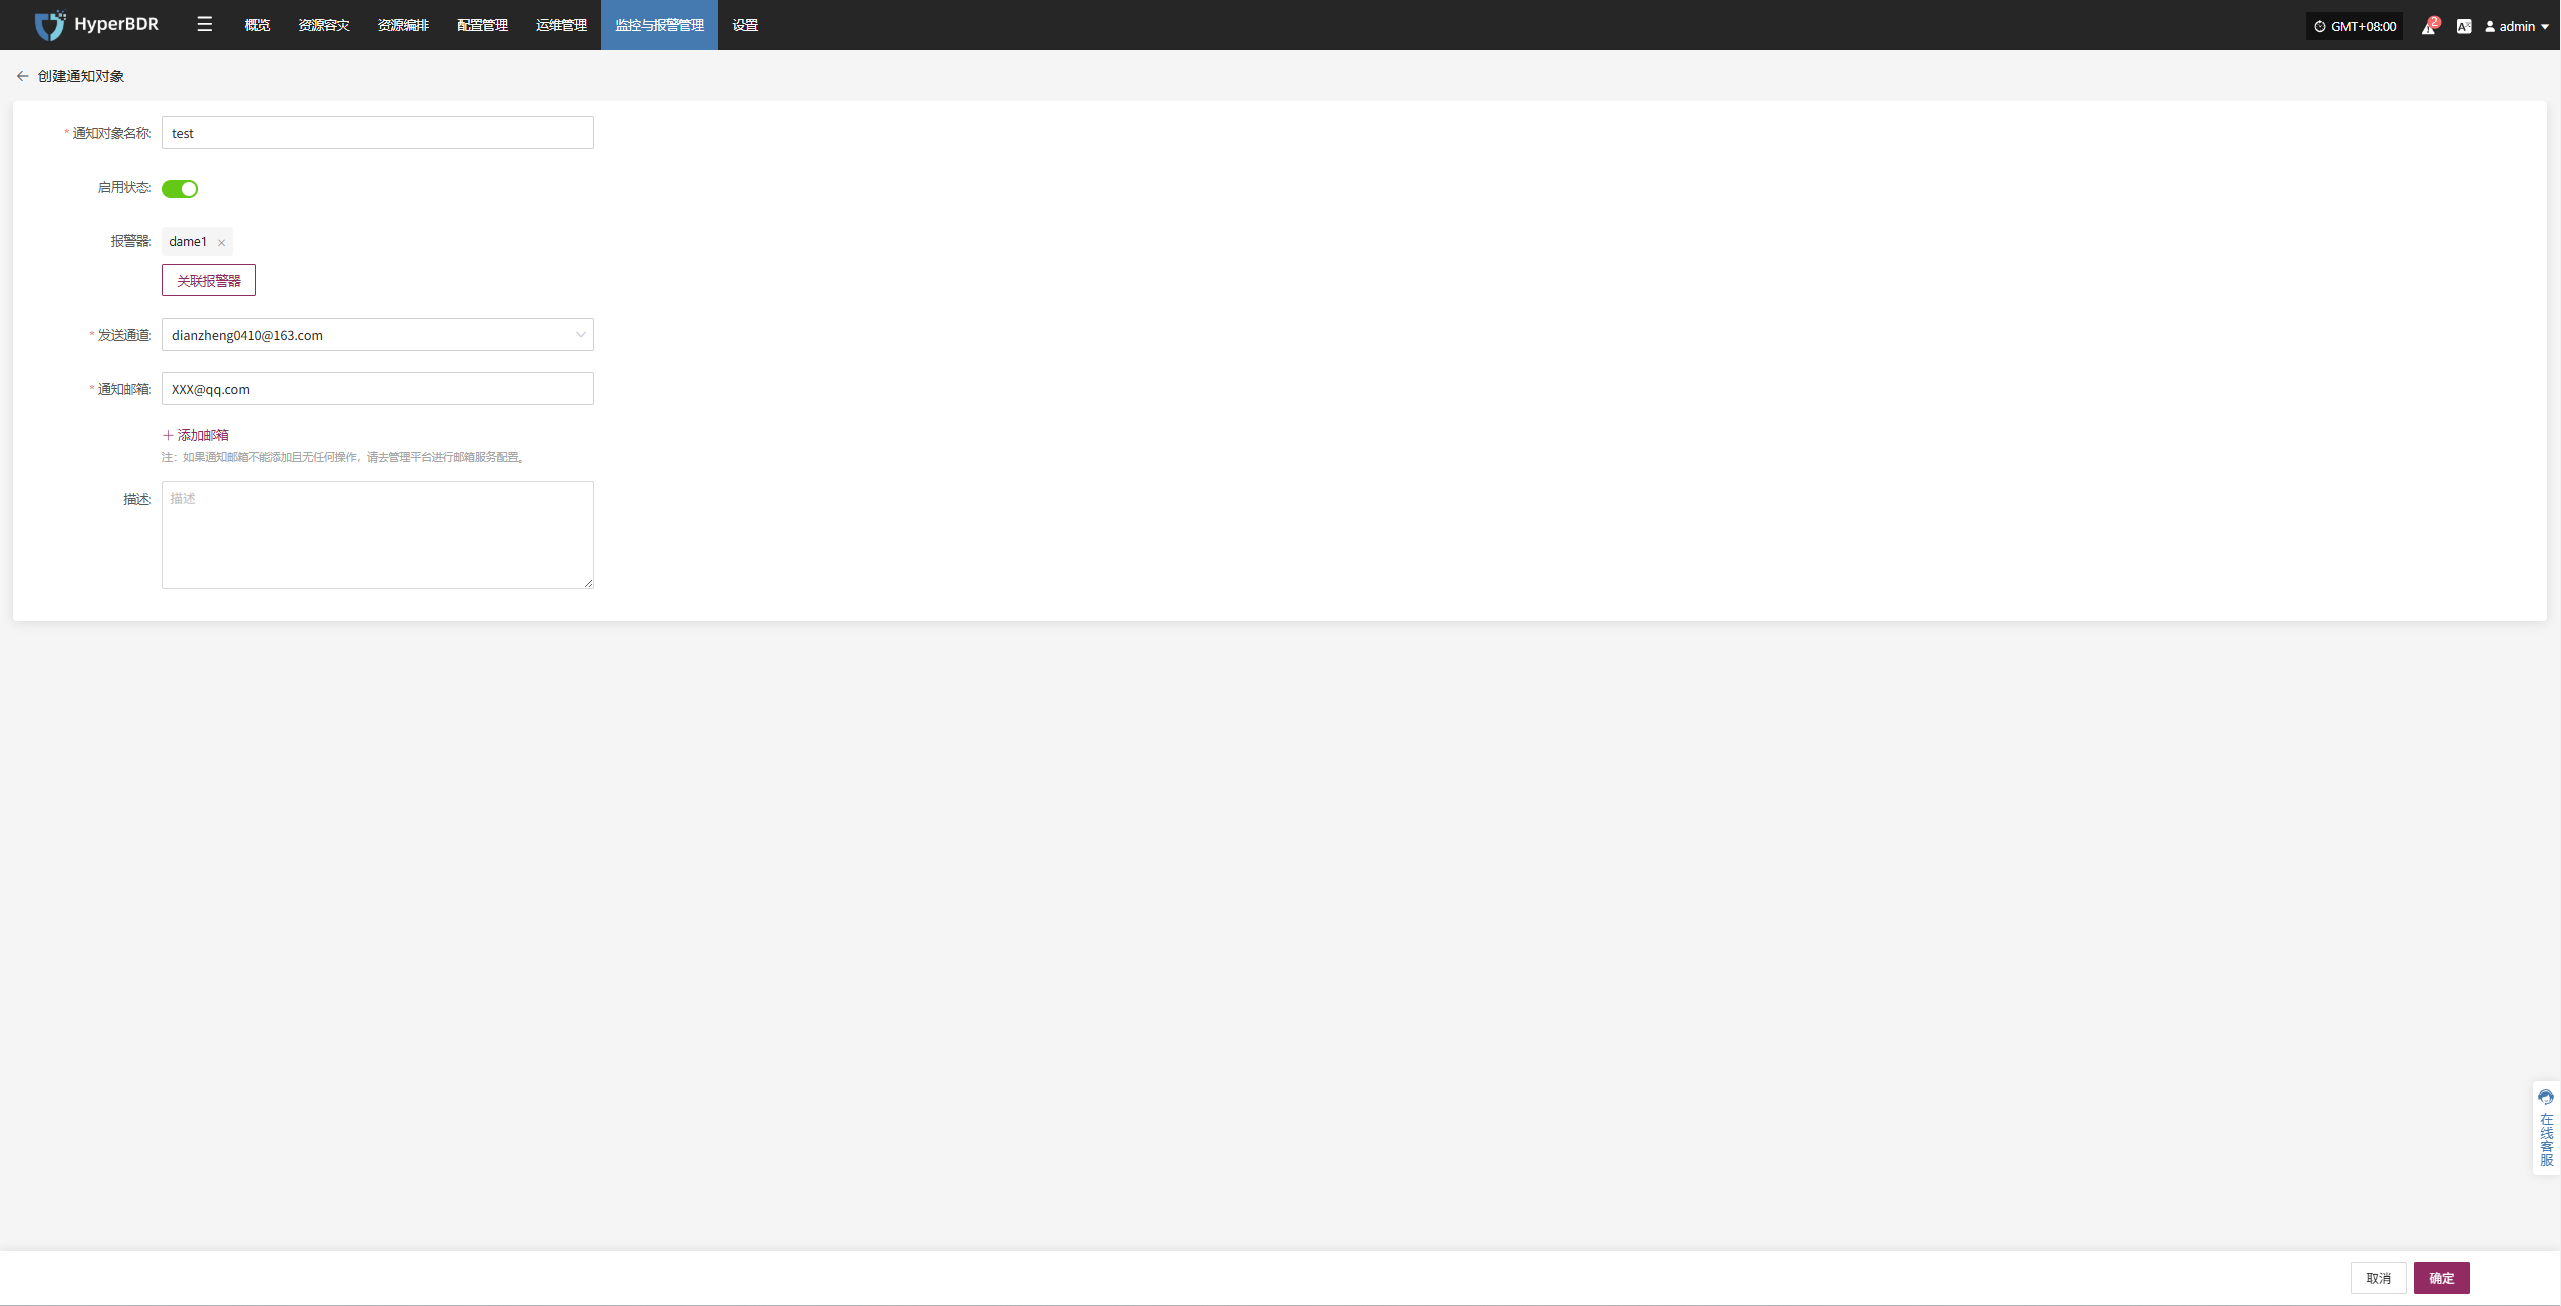 HyperBDR 概览 资源容灾 资源编排 配置管理 运维管理 监控与报警管理 设置 GMT+08:00 2 admin
创建通知对象
* 通知对象名称: test
启用状态:
报警器: dame1
关联报警器
* 发送通道: dianzheng0410@163.com
* 通知邮箱: XXX@qq.com
添加邮箱
注：如果通知邮箱不能添加且无任何操作，请去管理平台进行邮箱服务配置。
描述: 描述
在线客服
取消 确定